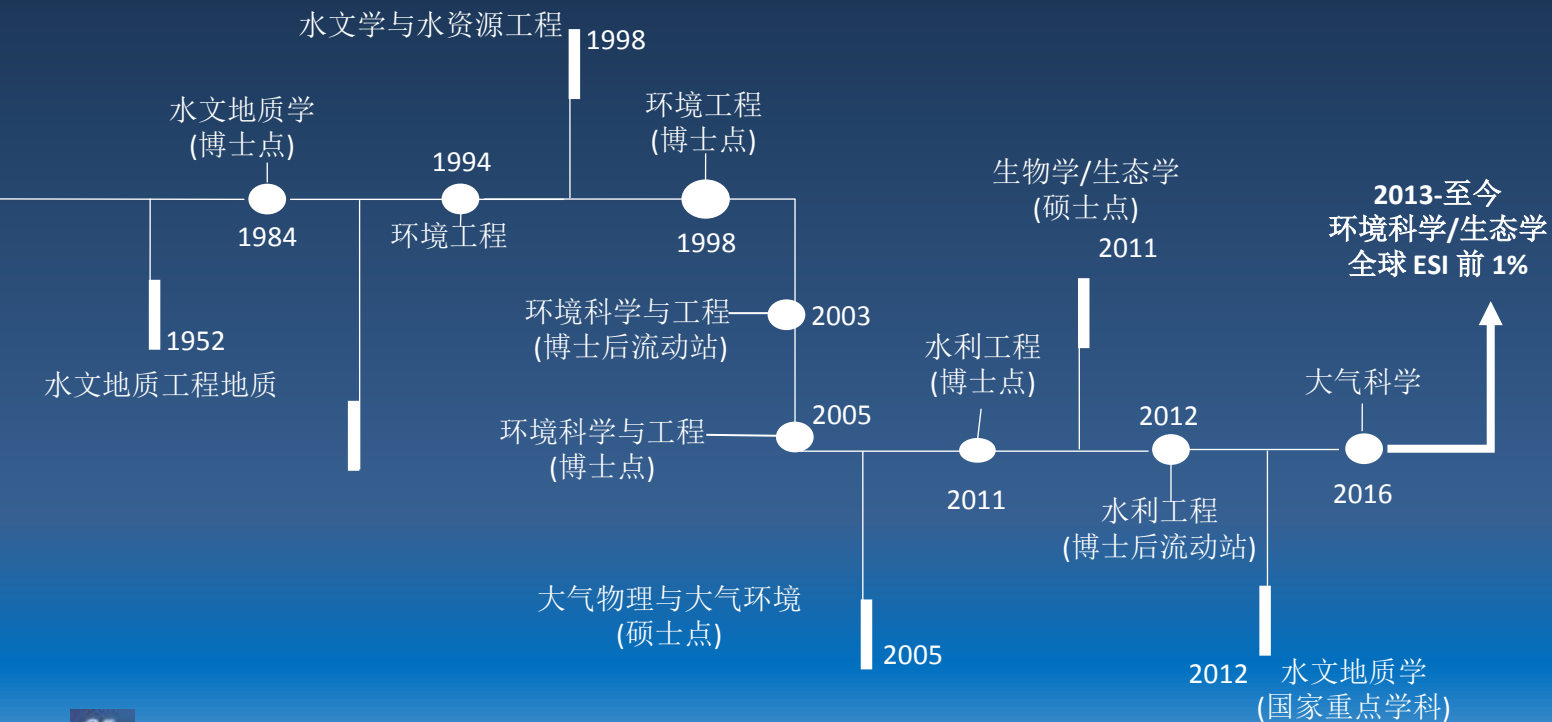 水文学与水资源工程
1998
水文地质学
(博士点)
1984
1994
环境工程
环境工程
(博士点)
1998
1952
水文地质工程地质
环境科学与工程
(博士后流动站)
2003
环境科学与工程
(博士点)
2005
大气物理与大气环境
(硕士点)
2005
水利工程
(博士点)
2011
生物学/生态学
(硕士点)
2011
2012
水利工程
(博士后流动站)
2012
水文地质学
(国家重点学科)
大气科学
2016
2013-至今
环境科学/生态学
全球 ESI 前 1%